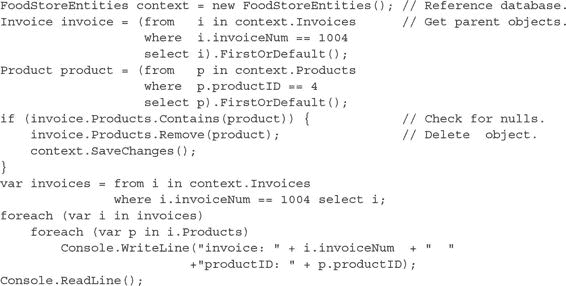 FoodStoreEntities context = new FoodStoreEntities(); // Reference database.
Invoice invoice = (from   i in context.Invoices      // Get parent objects.
                   where  i.invoiceNum == 1004
                   select i).FirstOrDefault();
Product product = (from   p in context.Products
                   where  p.productID == 4
                   select p).FirstOrDefault();
if (invoice.Products.Contains(product)) {            // Check for nulls.
    invoice.Products.Remove(product);                // Delete  object.
    context.SaveChanges();
}
var invoices = from i in context.Invoices
               where i.invoiceNum == 1004 select i;
foreach (var i in invoices)
    foreach (var p in i.Products)
        Console.WriteLine("invoice: " + i.invoiceNum  + "  "
                         +"productID: " + p.productID);
Console.ReadLine();